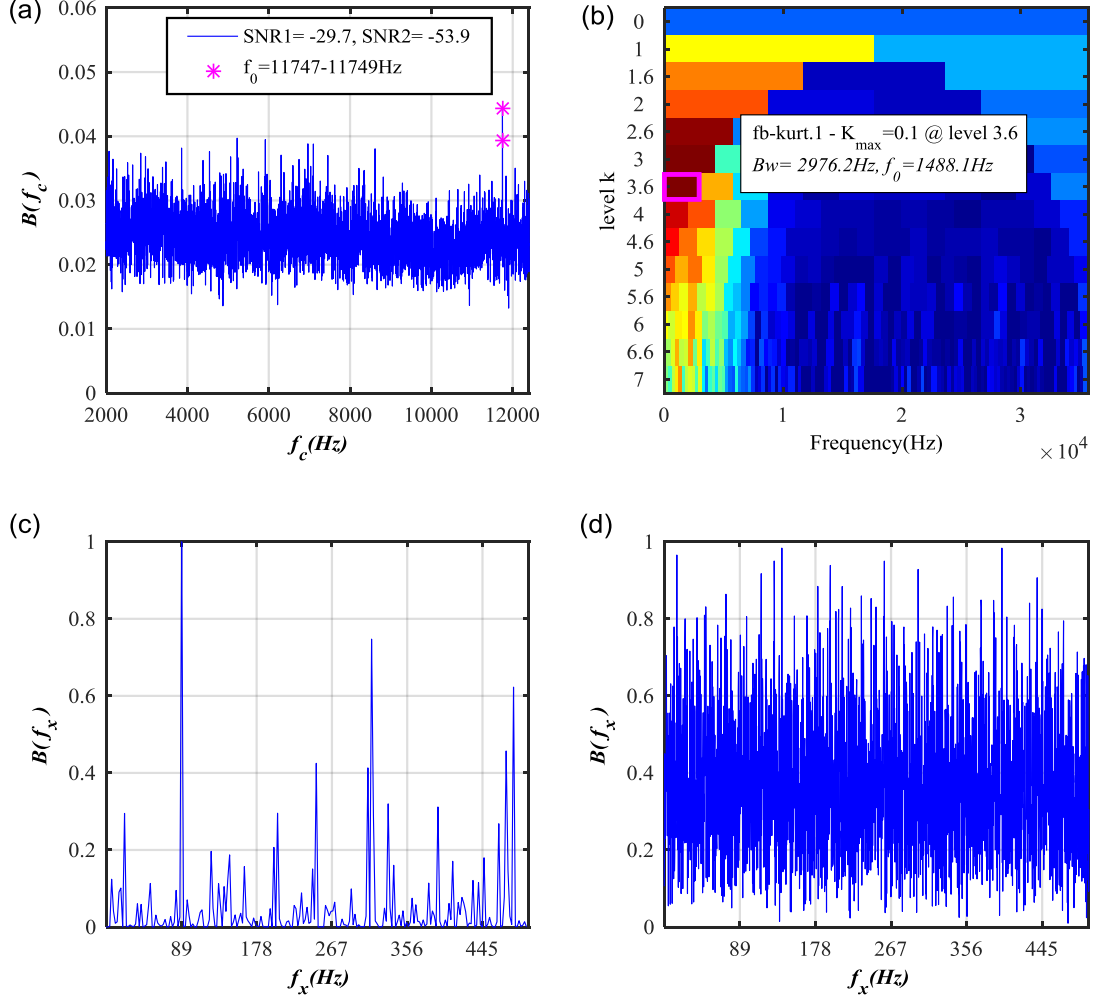 (a)
SNR1= -29.7, SNR2= -53.9
f_0=11747-11749Hz
0.06
0.05
0.04
0.03
0.02
0.01
0
B(f_c)
2000 4000 6000 8000 10000 12000
f_c(Hz)
(b)
0
1
1.6
2
2.6
3
3.6
4
4.6
5
5.6
6
6.6
7
level k
fb-kurt.1 - K_max=0.1 @ level 3.6
Bw= 2976.2Hz, f_0=1488.1Hz
0 1 2 3
×10^4
Frequency(Hz)
(c)
1
0.8
0.6
0.4
0.2
0
B(f_x)
89 178 267 356 445
f_x(Hz)
(d)
1
0.8
0.6
0.4
0.2
0
B(f_x)
89 178 267 356 445
f_x(Hz)